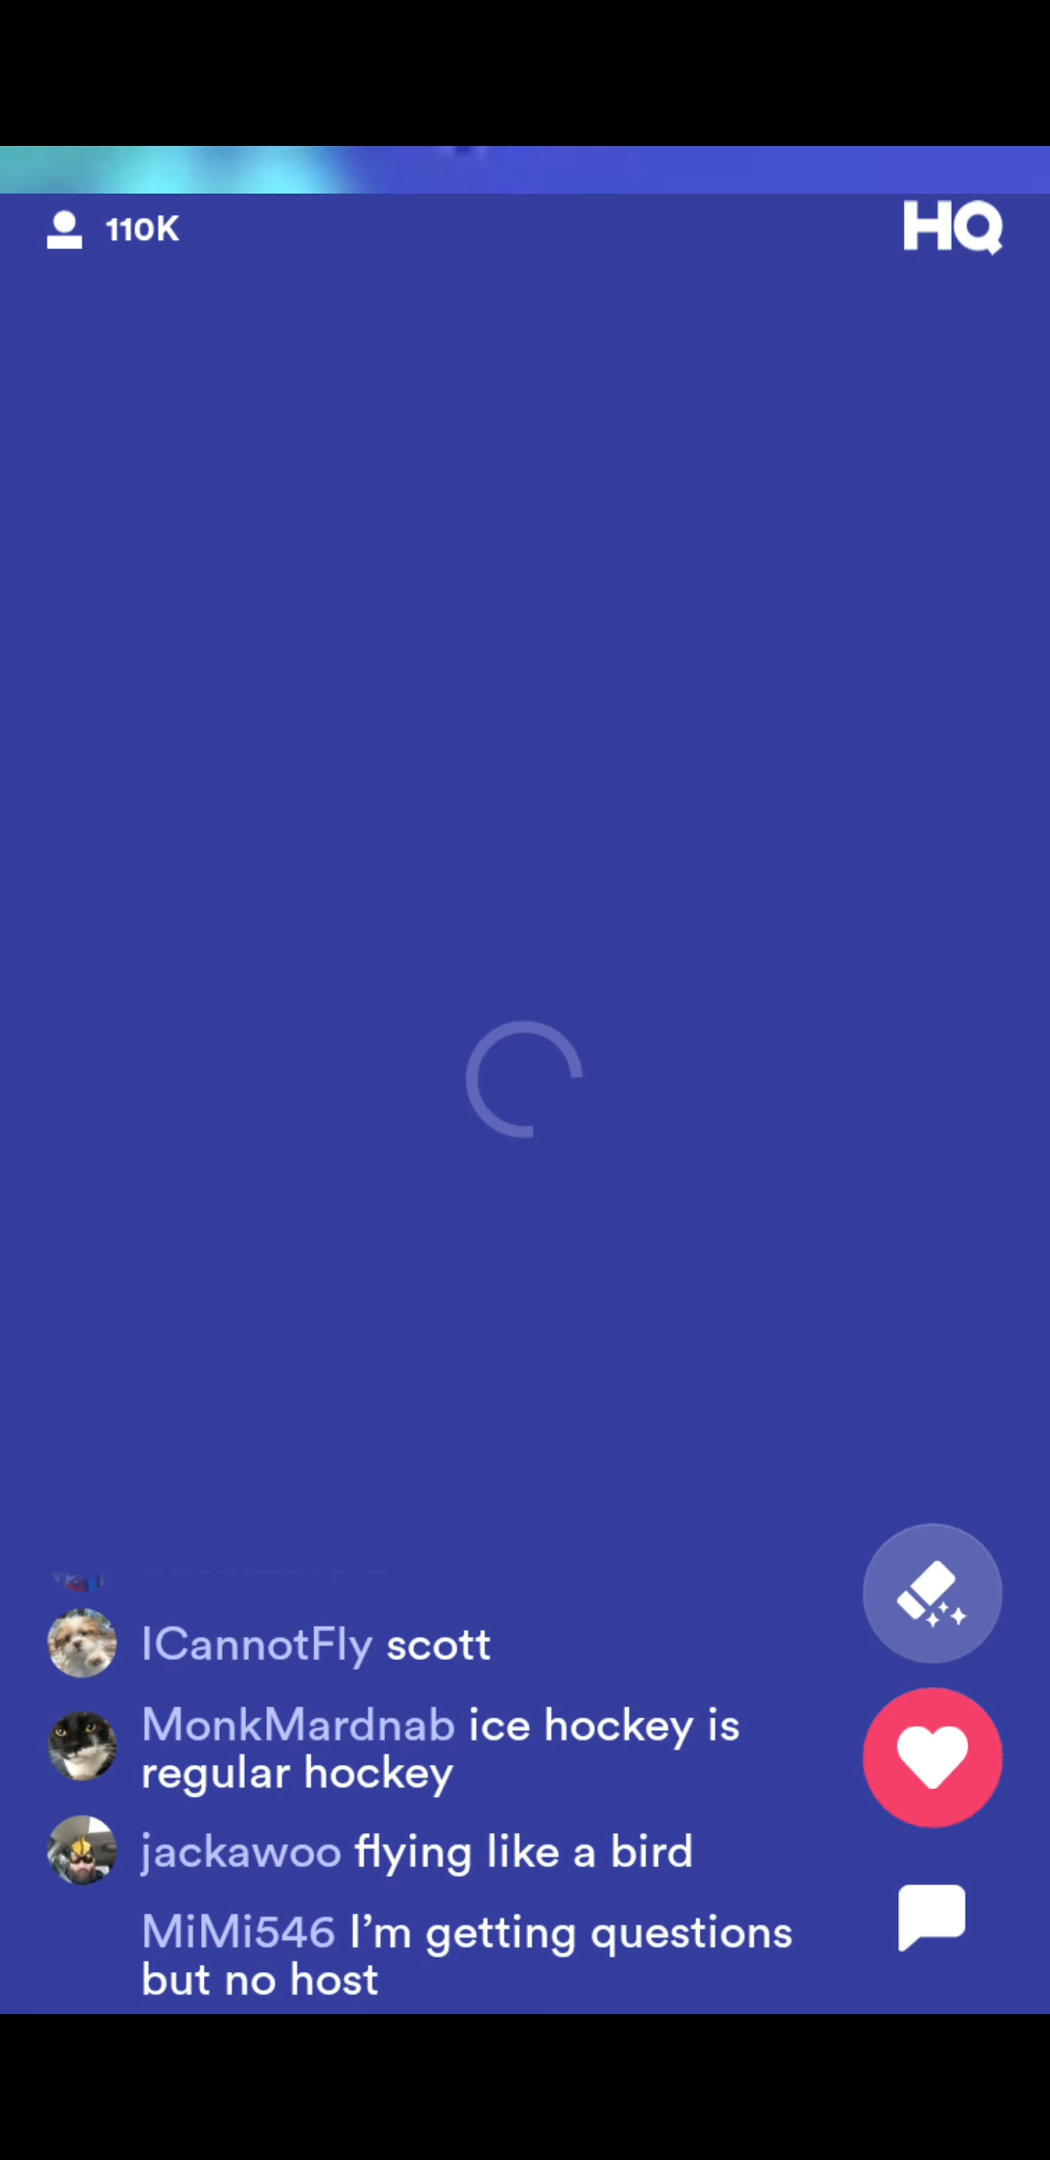 110K
HQ
ICannotFly scott
MonkMardnab ice hockey is
regular hockey
jackawoo flying like a bird
MiMi546 I’m getting questions
but no host